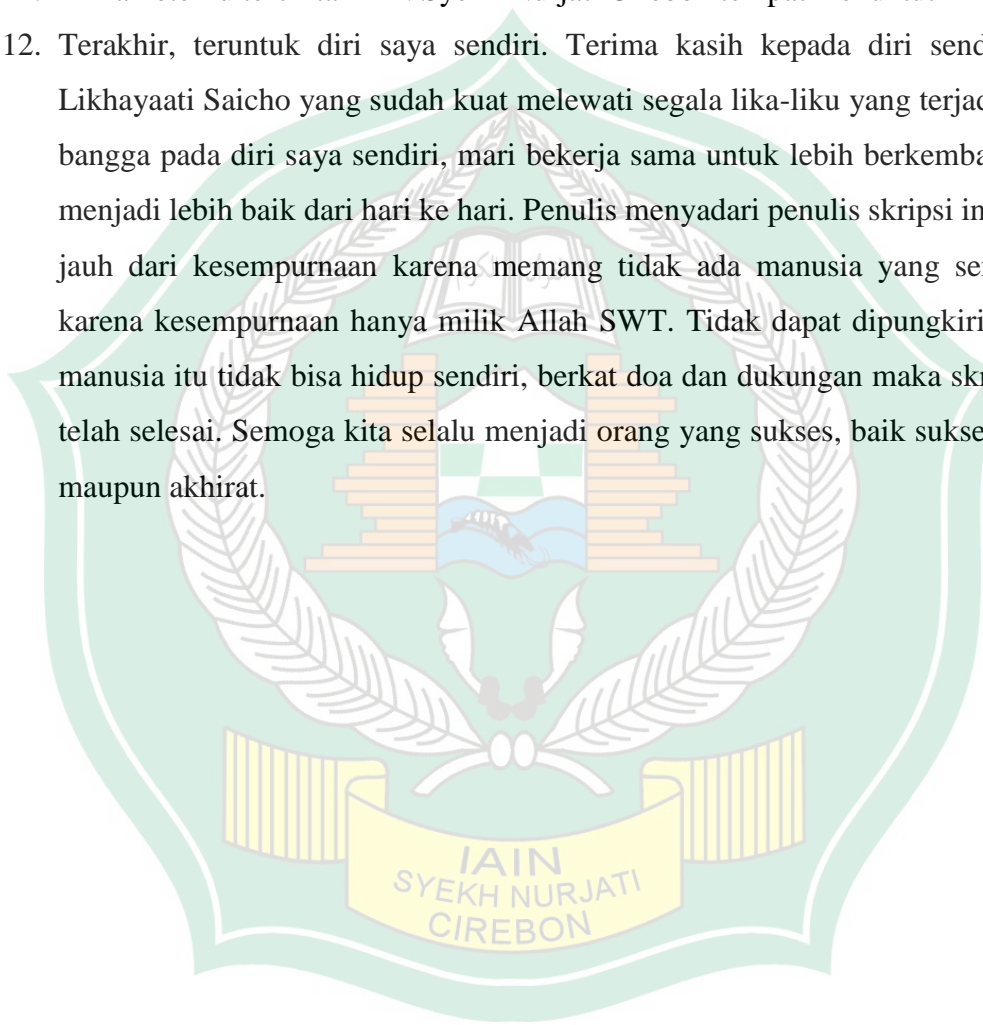 12. Terakhir, teruntuk diri saya sendiri. Terima kasih kepada diri
Likhayaati Saicho yang sudah kuat melewati segala lika-liku yang
bangga pada diri saya sendiri, mari bekerja sama untuk lebih
menjadi lebih baik dari hari ke hari. Penulis menyadari penulis skripsi
jauh dari kesempurnaan karena memang tidak ada manusia yang
karena kesempurnaan hanya milik Allah SWT. Tidak dapat dipungkiri
manusia itu tidak bisa hidup sendiri, berkat doa dan dukungan maka
telah selesai. Semoga kita selalu menjadi orang yang sukses, baik
maupun akhirat.
IAIN
SYEKH NURJATI
CIREBON